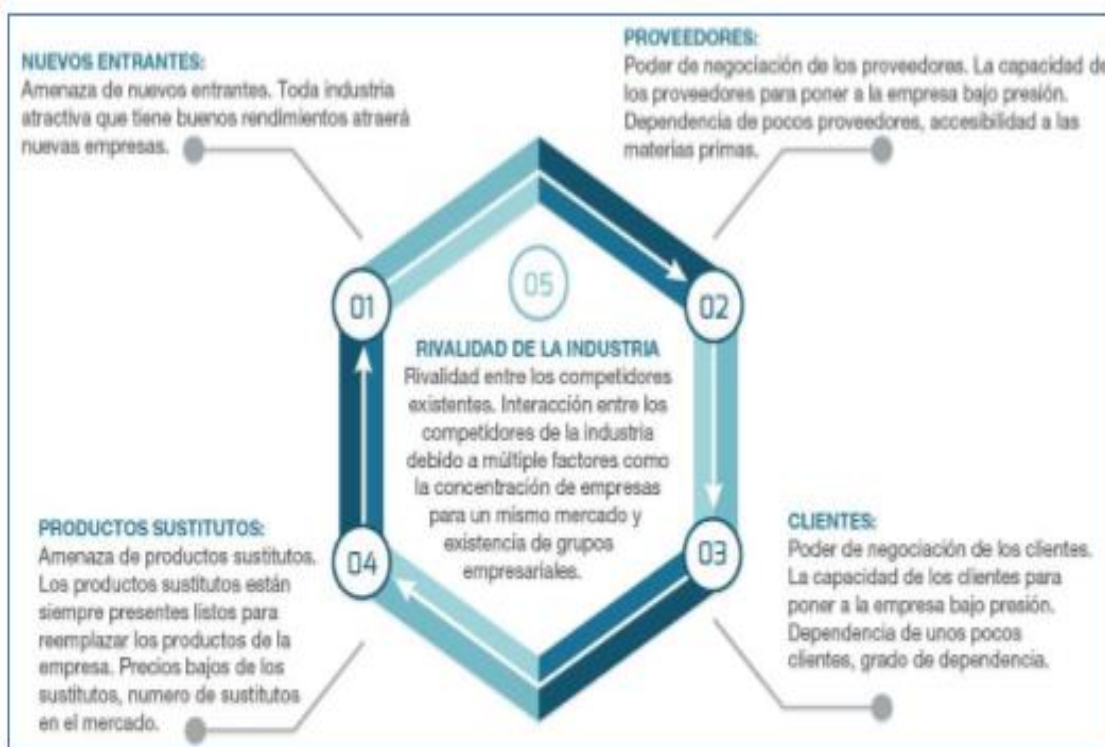 NUEVOS ENTRANTES:
Amenaza de nuevos entrantes. Toda industria
atractiva que tiene buenos rendimientos atraerá
nuevas empresas.
01
PROVEEDORES:
Poder de negociación de los proveedores. La capacidad de
los proveedores para poner a la empresa bajo presión.
Dependencia de pocos proveedores, accesibilidad a las
materias primas.
02
05
RIVALIDAD DE LA INDUSTRIA
Rivalidad entre los competidores
existentes. Interacción entre los
competidores de la industria
debido a múltiple factores como
la concentración de empresas
para un mismo mercado y
existencia de grupos
empresariales.
PRODUCTOS SUSTITUTOS:
Amenaza de productos sustitutos.
Los productos sustitutos están
siempre presentes listos para
reemplazar los productos de la
empresa. Precios bajos de los
sustitutos, numero de sustitutos
en el mercado.
04
03
CLIENTES:
Poder de negociación de los clientes.
La capacidad de los clientes para
poner a la empresa bajo presión.
Dependencia de unos pocos
clientes, grado de dependencia.